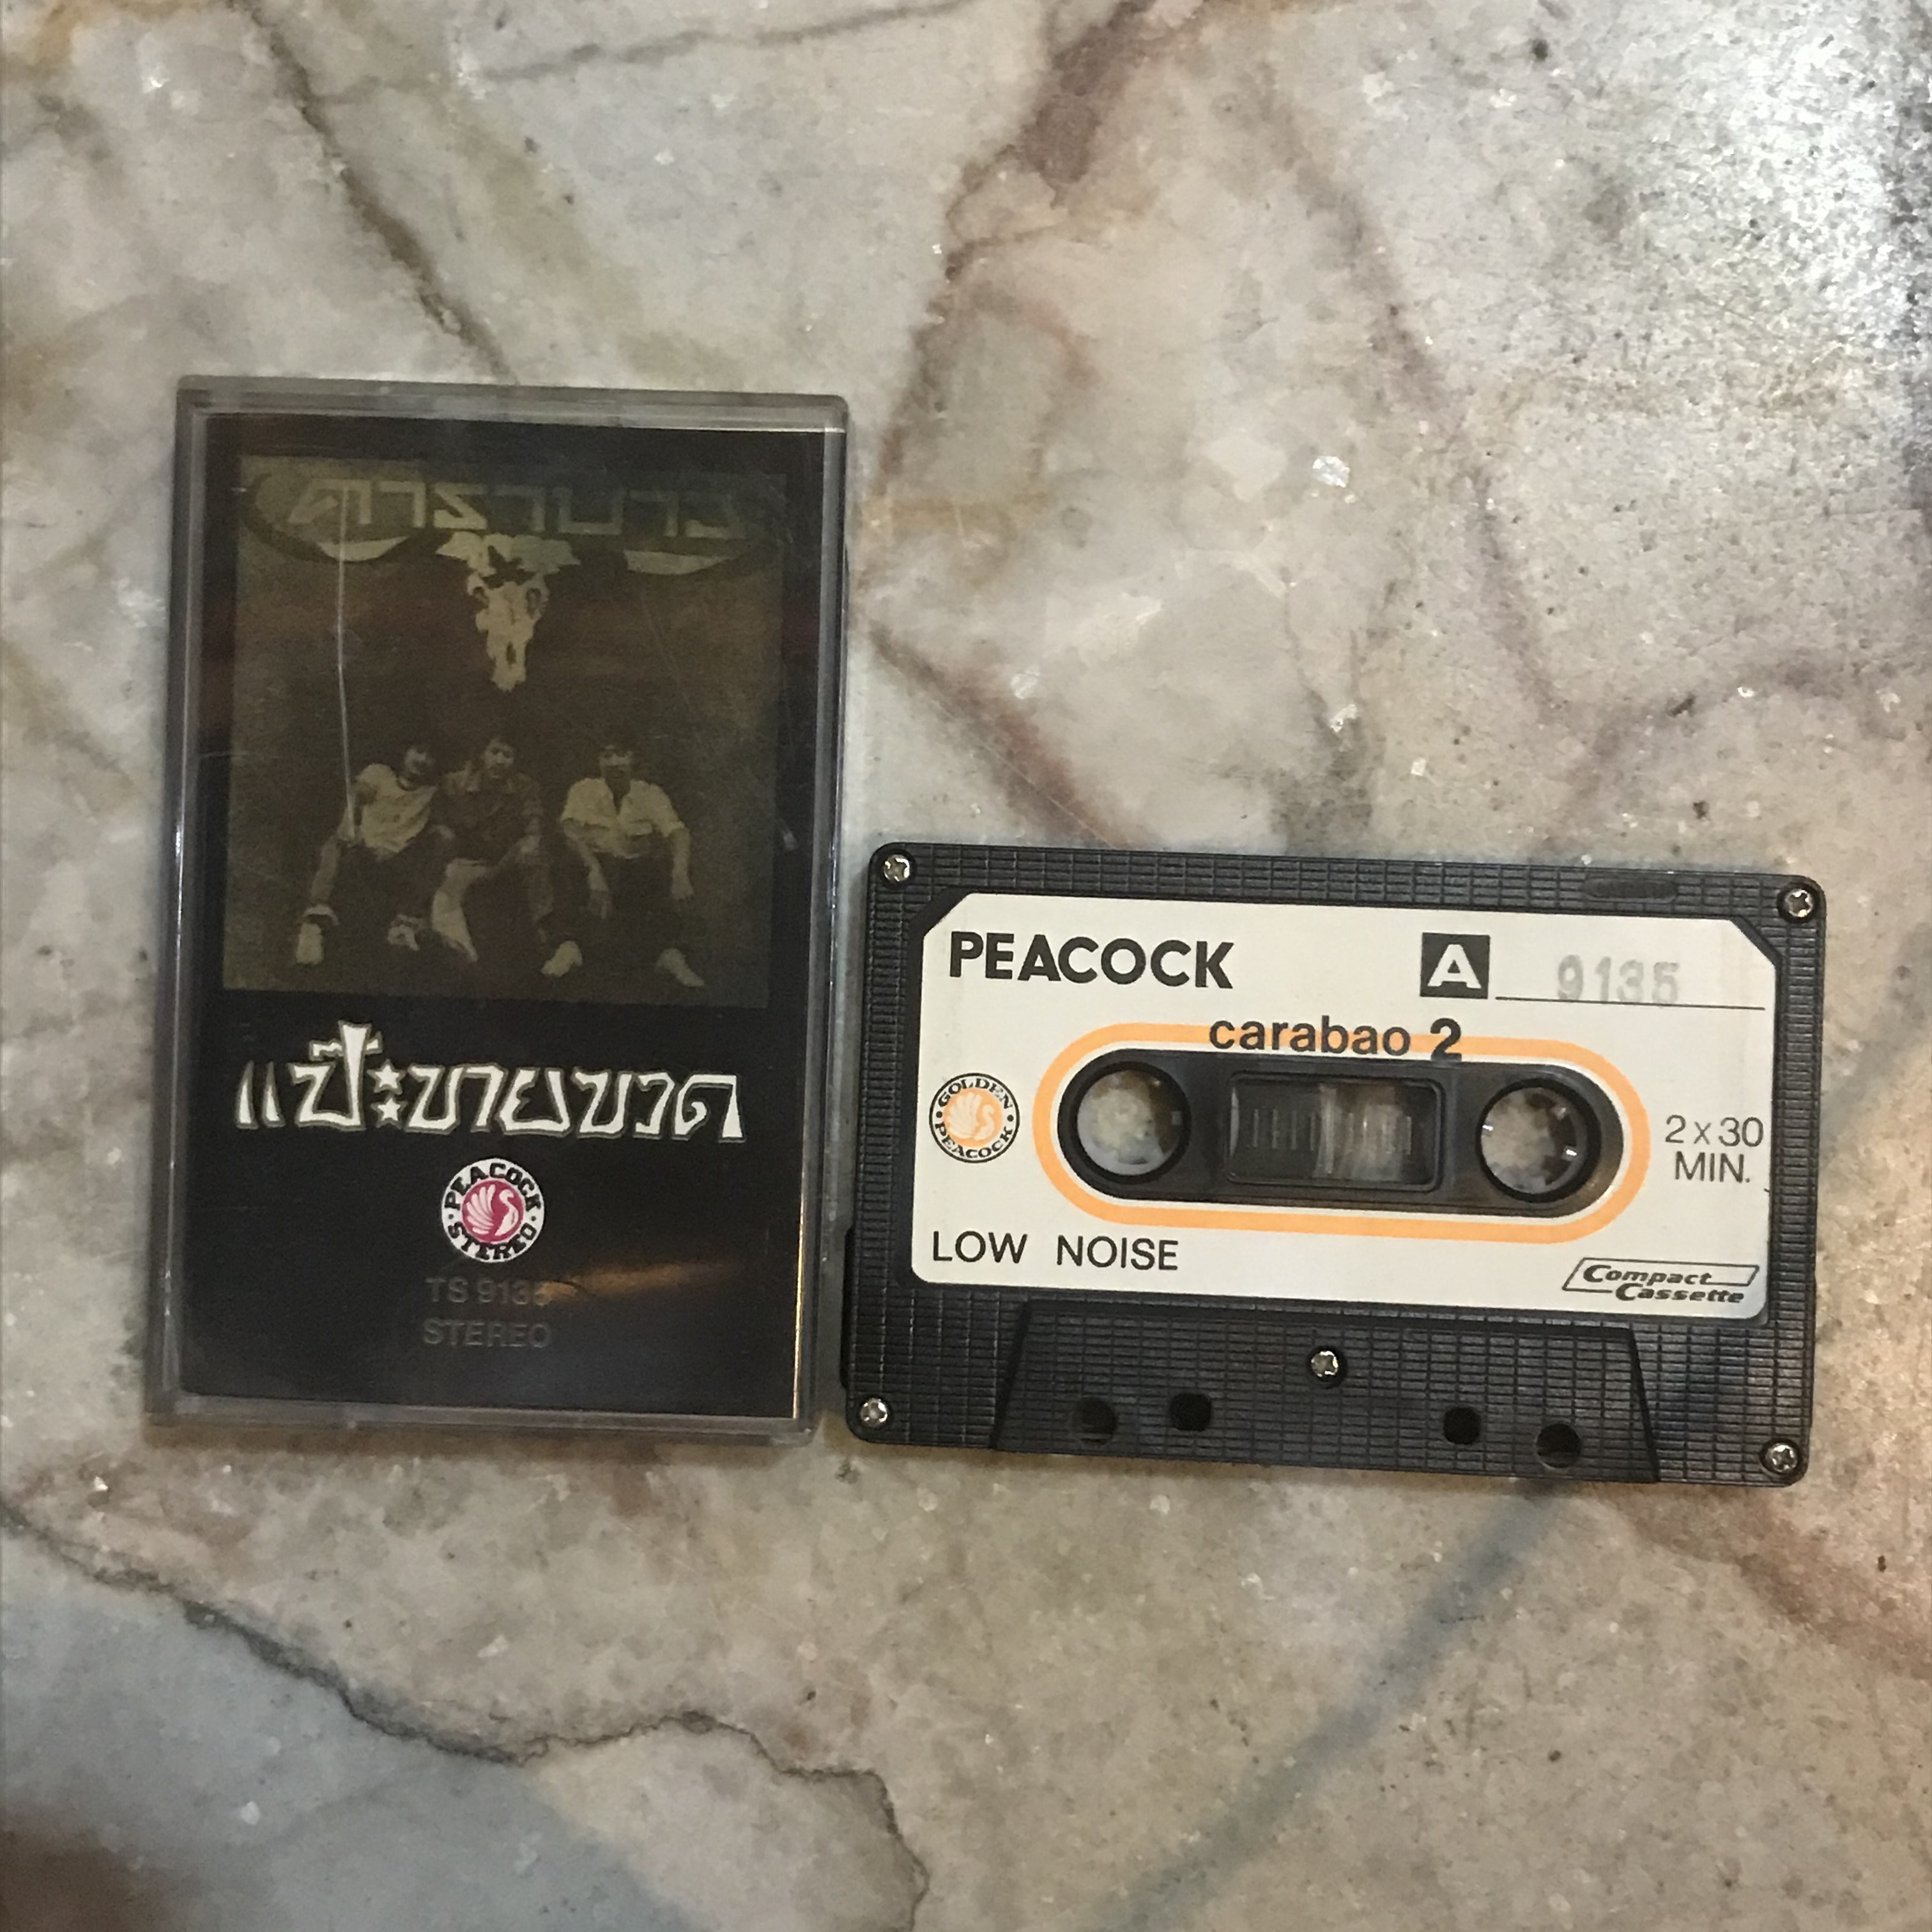 คาราบาว
แป๊ะขายขวด
PEACOCK
STEREO
TS 9135
STEREO
PEACOCK
A
9135
carabao 2
GOLDEN
PEACOCK
2 x 30
MIN.
LOW NOISE
Compact
Cassette